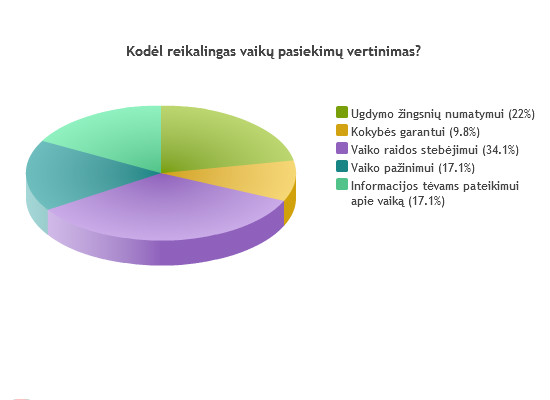 Kodėl reikalingas vaikų pasiekimų vertinimas?
Ugdymo žingsnių numatymui (22%)
Kokybės garantui (9.8%)
Vaiko raidos stebėjimui (34.1%)
Vaiko pažinimui (17.1%)
Informacijos tėvams pateikimui
apie vaiką (17.1%)